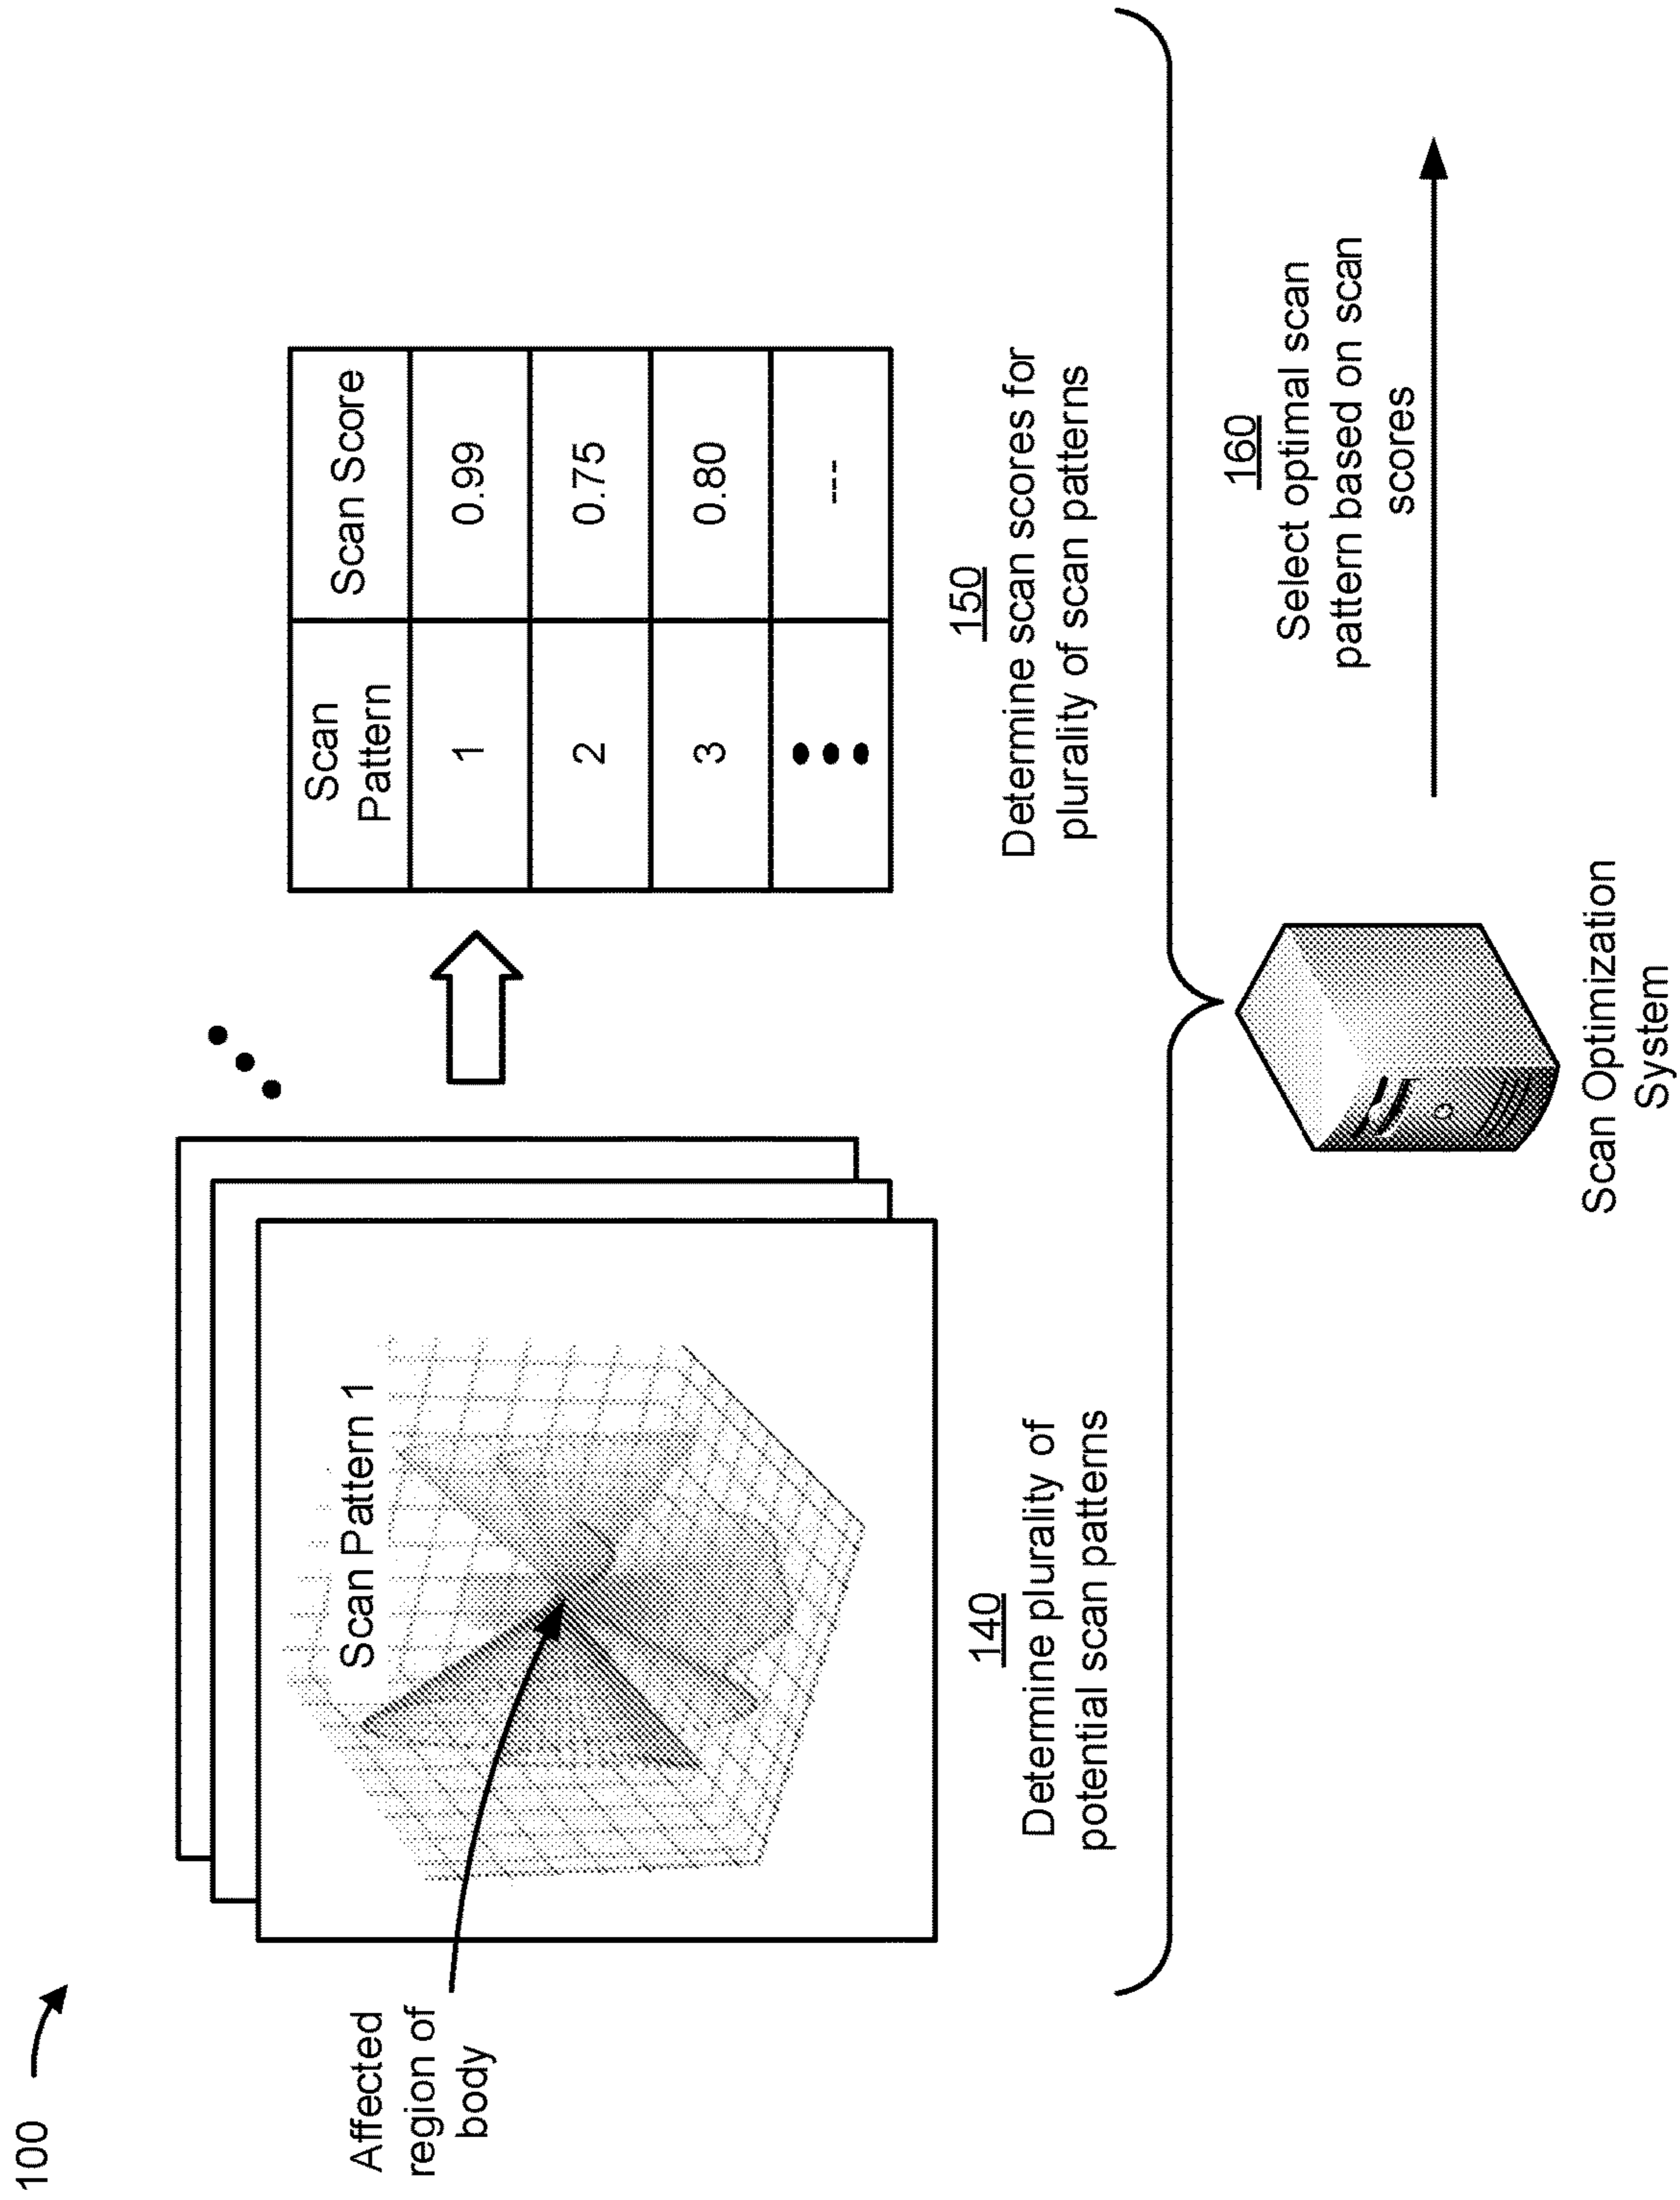 100
Affected
region of
body
Scan Pattern 1
140
Determine plurality of
potential scan patterns
Scan
Pattern
Scan Score
1
0.99
2
0.75
3
0.80
---
150
Determine scan scores for
plurality of scan patterns
160
Select optimal scan
pattern based on scan
scores
Scan Optimization
System